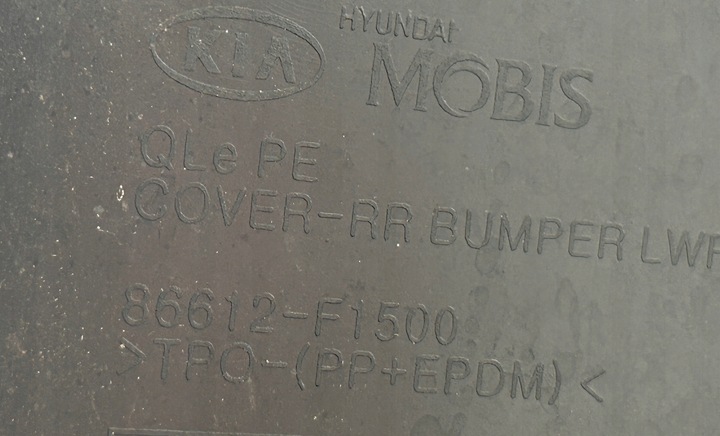 KIA HYUNDAI
MOBIS
QLe PE
COVER-RR BUMPER LWR
86612-F1500
>TPO-(PP+EPDM)<